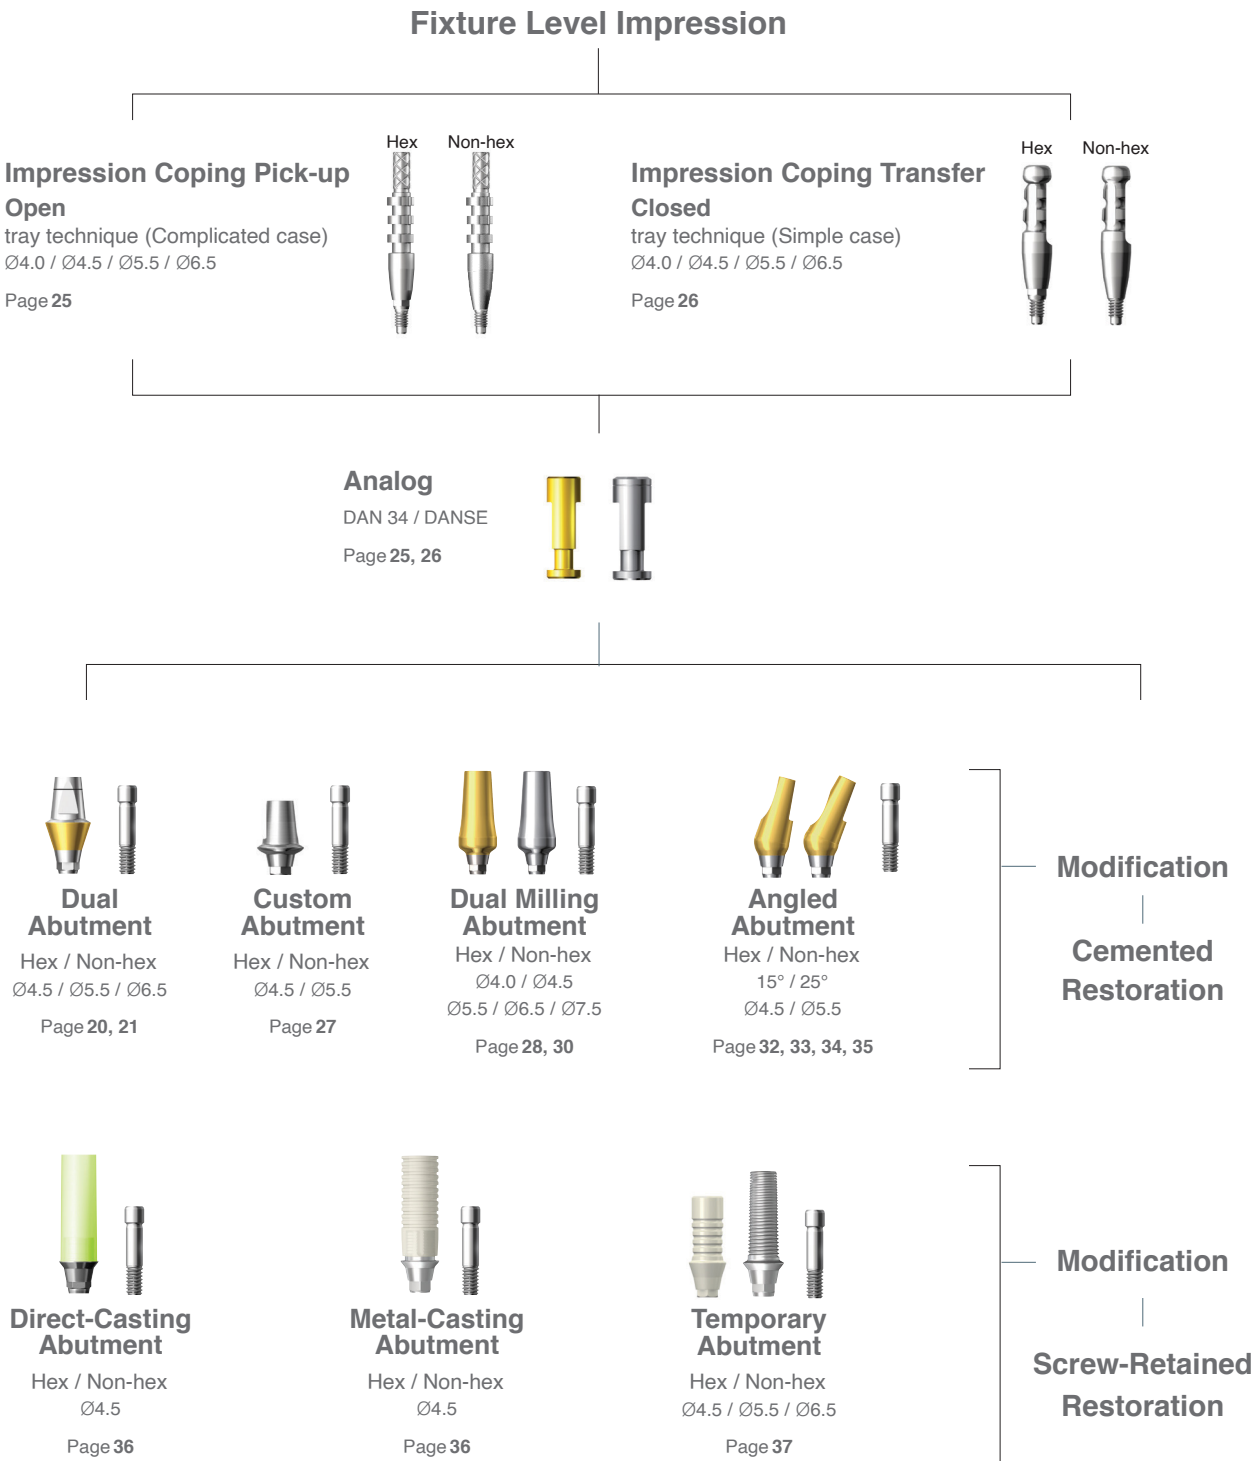 Fixture Level Impression
Impression Coping Pick-up
Open
tray technique (Complicated case)
Ø4.0 / Ø4.5 / Ø5.5 / Ø6.5
Page 25
Hex
Non-hex
Impression Coping Transfer
Closed
tray technique (Simple case)
Ø4.0 / Ø4.5 / Ø5.5 / Ø6.5
Page 26
Hex
Non-hex
Analog
DAN 34 / DANSE
Page 25, 26
Dual
Abutment
Hex / Non-hex
Ø4.5 / Ø5.5 / Ø6.5
Page 20, 21
Custom
Abutment
Hex / Non-hex
Ø4.5 / Ø5.5
Page 27
Dual Milling
Abutment
Hex / Non-hex
Ø4.0 / Ø4.5
Ø5.5 / Ø6.5 / Ø7.5
Page 28, 30
Angled
Abutment
Hex / Non-hex
15° / 25°
Ø4.5 / Ø5.5
Page 32, 33, 34, 35
Modification
Cemented
Restoration
Direct-Casting
Abutment
Hex / Non-hex
Ø4.5
Page 36
Metal-Casting
Abutment
Hex / Non-hex
Ø4.5
Page 36
Temporary
Abutment
Hex / Non-hex
Ø4.5 / Ø5.5 / Ø6.5
Page 37
Modification
Screw-Retained
Restoration